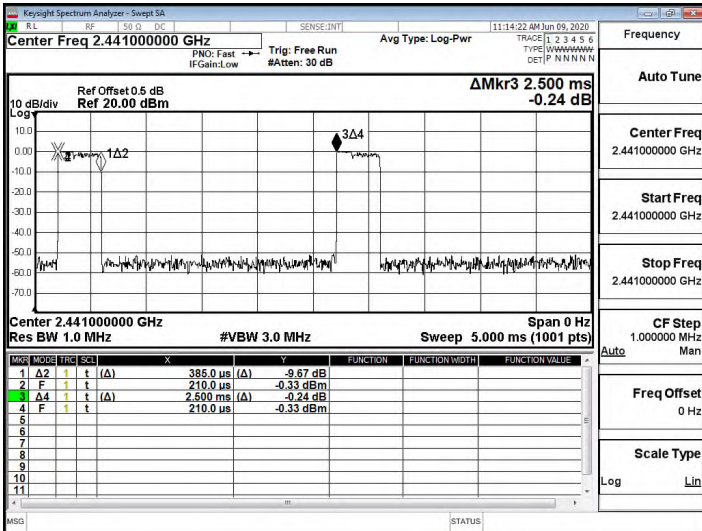 Keysight Spectrum Analyzer - Swept SA
RL RF 50 Ω DC SENSE:INT 11:14:22 AM Jun 09, 2020
Center Freq 2.441000000 GHz
PNO: Fast
IFGain:Low
Trig: Free Run
#Atten: 30 dB
Avg Type: Log-Pwr
TRACE 1 2 3 4 5 6
TYPE WWWWWW
DET P NNNNN
ΔMkr3 2.500 ms
-0.24 dB
Ref Offset 0.5 dB
10 dB/div Ref 20.00 dBm
Log
10.0
0.00
-10.0
-20.0
-30.0
-40.0
-50.0
-60.0
-70.0
1Δ2
3Δ4
Center 2.441000000 GHz Span 0 Hz
Res BW 1.0 MHz #VBW 3.0 MHz Sweep 5.000 ms (1001 pts)
MKR MODE TRC SCL X Y FUNCTION FUNCTION WIDTH FUNCTION VALUE
1 Δ2 1 t (Δ) 385.0 µs (Δ) -9.67 dB
2 F 1 t 210.0 µs -0.33 dBm
3 Δ4 1 t (Δ) 2.500 ms (Δ) -0.24 dB
4 F 1 t 210.0 µs -0.33 dBm
5
6
7
8
9
10
11
MSG STATUS
Frequency
Auto Tune
Center Freq
2.441000000 GHz
Start Freq
2.441000000 GHz
Stop Freq
2.441000000 GHz
CF Step
1.000000 MHz
Auto Man
Freq Offset
0 Hz
Scale Type
Log Lin